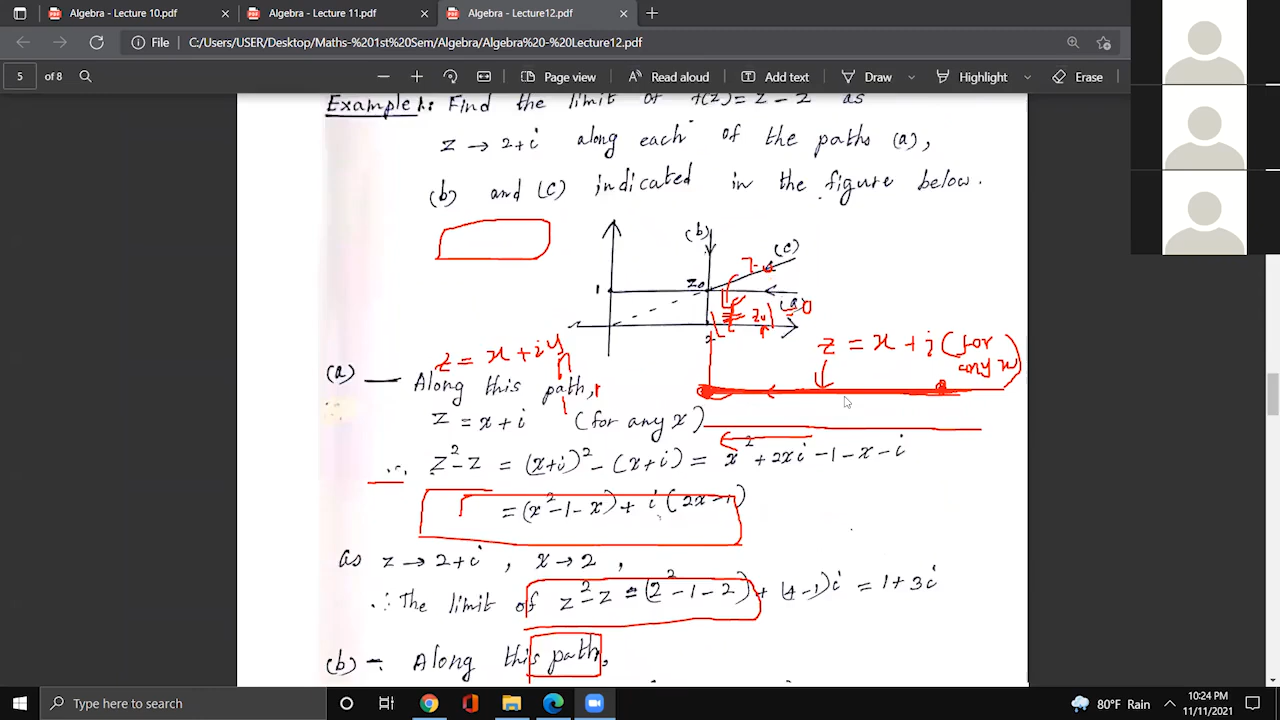 Algebra - Lecture 10.pdf
Algebra - Lecture 11.pdf
Algebra - Lecture12.pdf
File
C:/Users/USER/Desktop/Maths-%201st%20Sem/Algebra/Algebra%20-%20Lecture12.pdf
5 of 8
Page view
Read aloud
Add text
Draw
Highlight
Erase
Example 1: Find the limit of f(z) = z² - z as
z → 2+i along each of the paths (a),
(b) and (c) indicated in the figure below.
(b)
(c)
z₀
1
(a)
2
z = x + iy
z = x + i (for
any x)
(a) — Along this path,
z = x + i (for any x)
∴ z² - z = (x+i)² - (x+i) = x² + 2xi - 1 - x - i
= (x² - 1 - x) + i (2x - 1)
as z → 2+i , x → 2 ,
∴ The limit of z² - z = (2² - 1 - 2) + (4 - 1)i = 1 + 3i
(b) - Along this path,
Type here to search
80°F Rain
10:24 PM
11/11/2021